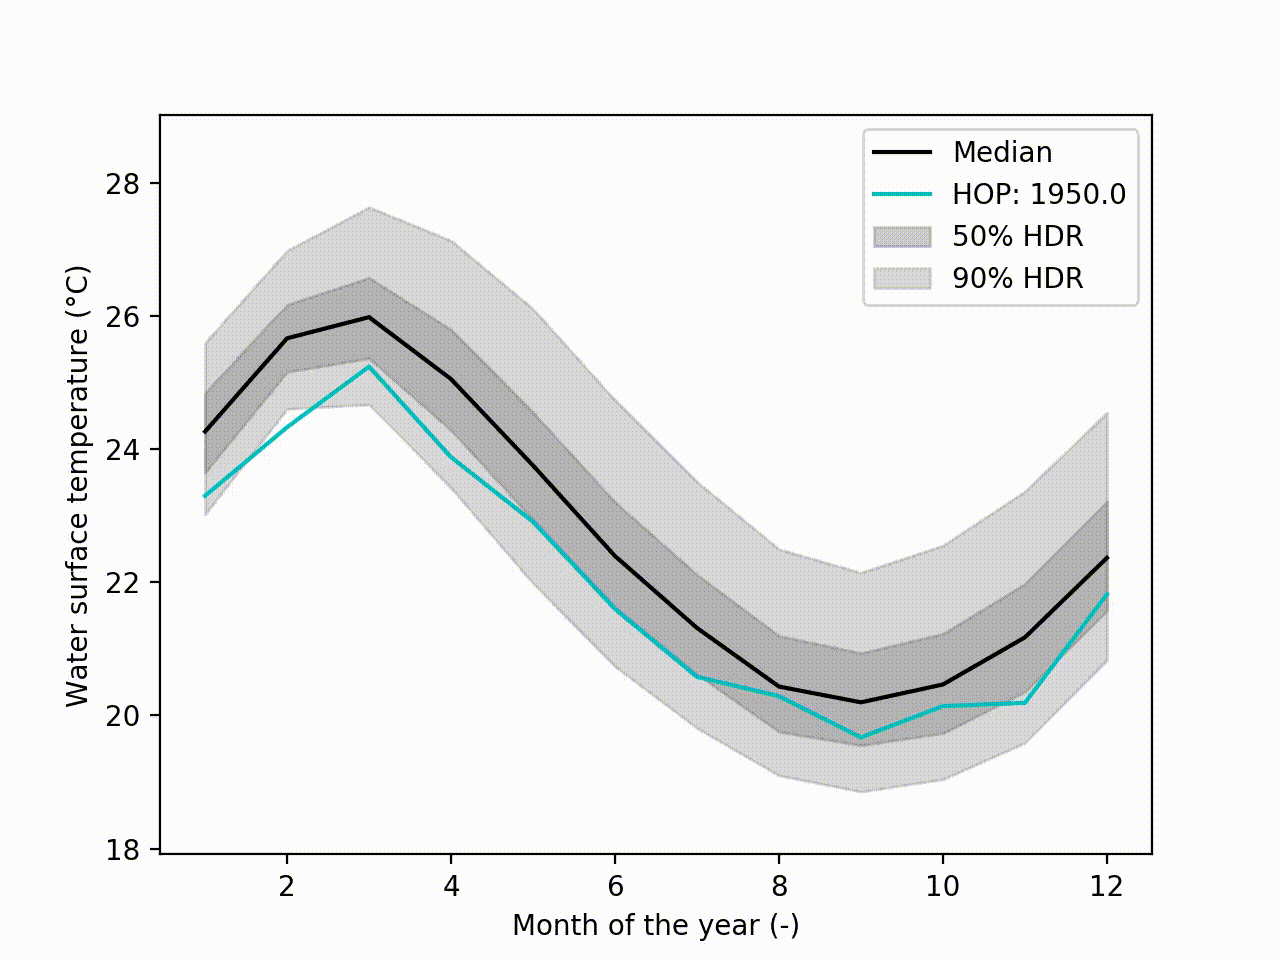 Median
HOP: 1950.0
50% HDR
90% HDR
28
26
24
22
20
18
Water surface temperature (°C)
2 4 6 8 10 12
Month of the year (-)